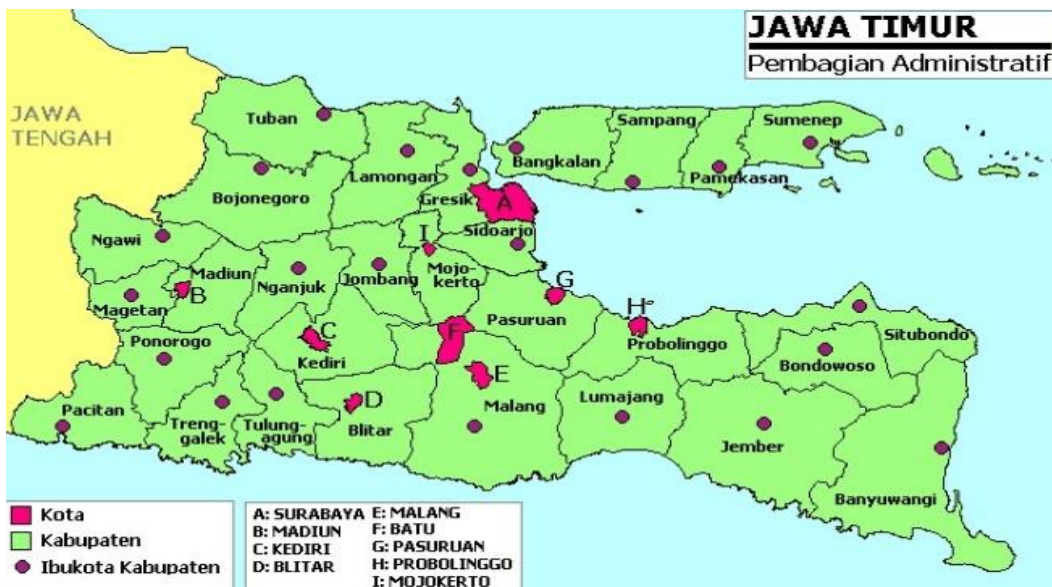 JAWA TIMUR
Pembagian Administratif
JAWA
TENGAH
Tuban
Sampang
Sumenep
Bangkalan
Pamekasan
Lamongan
Bojonegoro
Gresik
A
Ngawi
I
Sidoarjo
Madiun
Nganjuk
Jombang
Mojo-
kerto
G
Magetan
B
Pasuruan
H
Ponorogo
C
F
Probolinggo
Situbondo
Kediri
Bondowoso
E
Pacitan
Treng-
galek
Tulung-
agung
D
Blitar
Malang
Lumajang
Jember
Banyuwangi
Kota
Kabupaten
Ibukota Kabupaten
A: SURABAYA
B: MADIUN
C: KEDIRI
D: BLITAR
E: MALANG
F: BATU
G: PASURUAN
H: PROBOLINGGO
I: MOJOKERTO